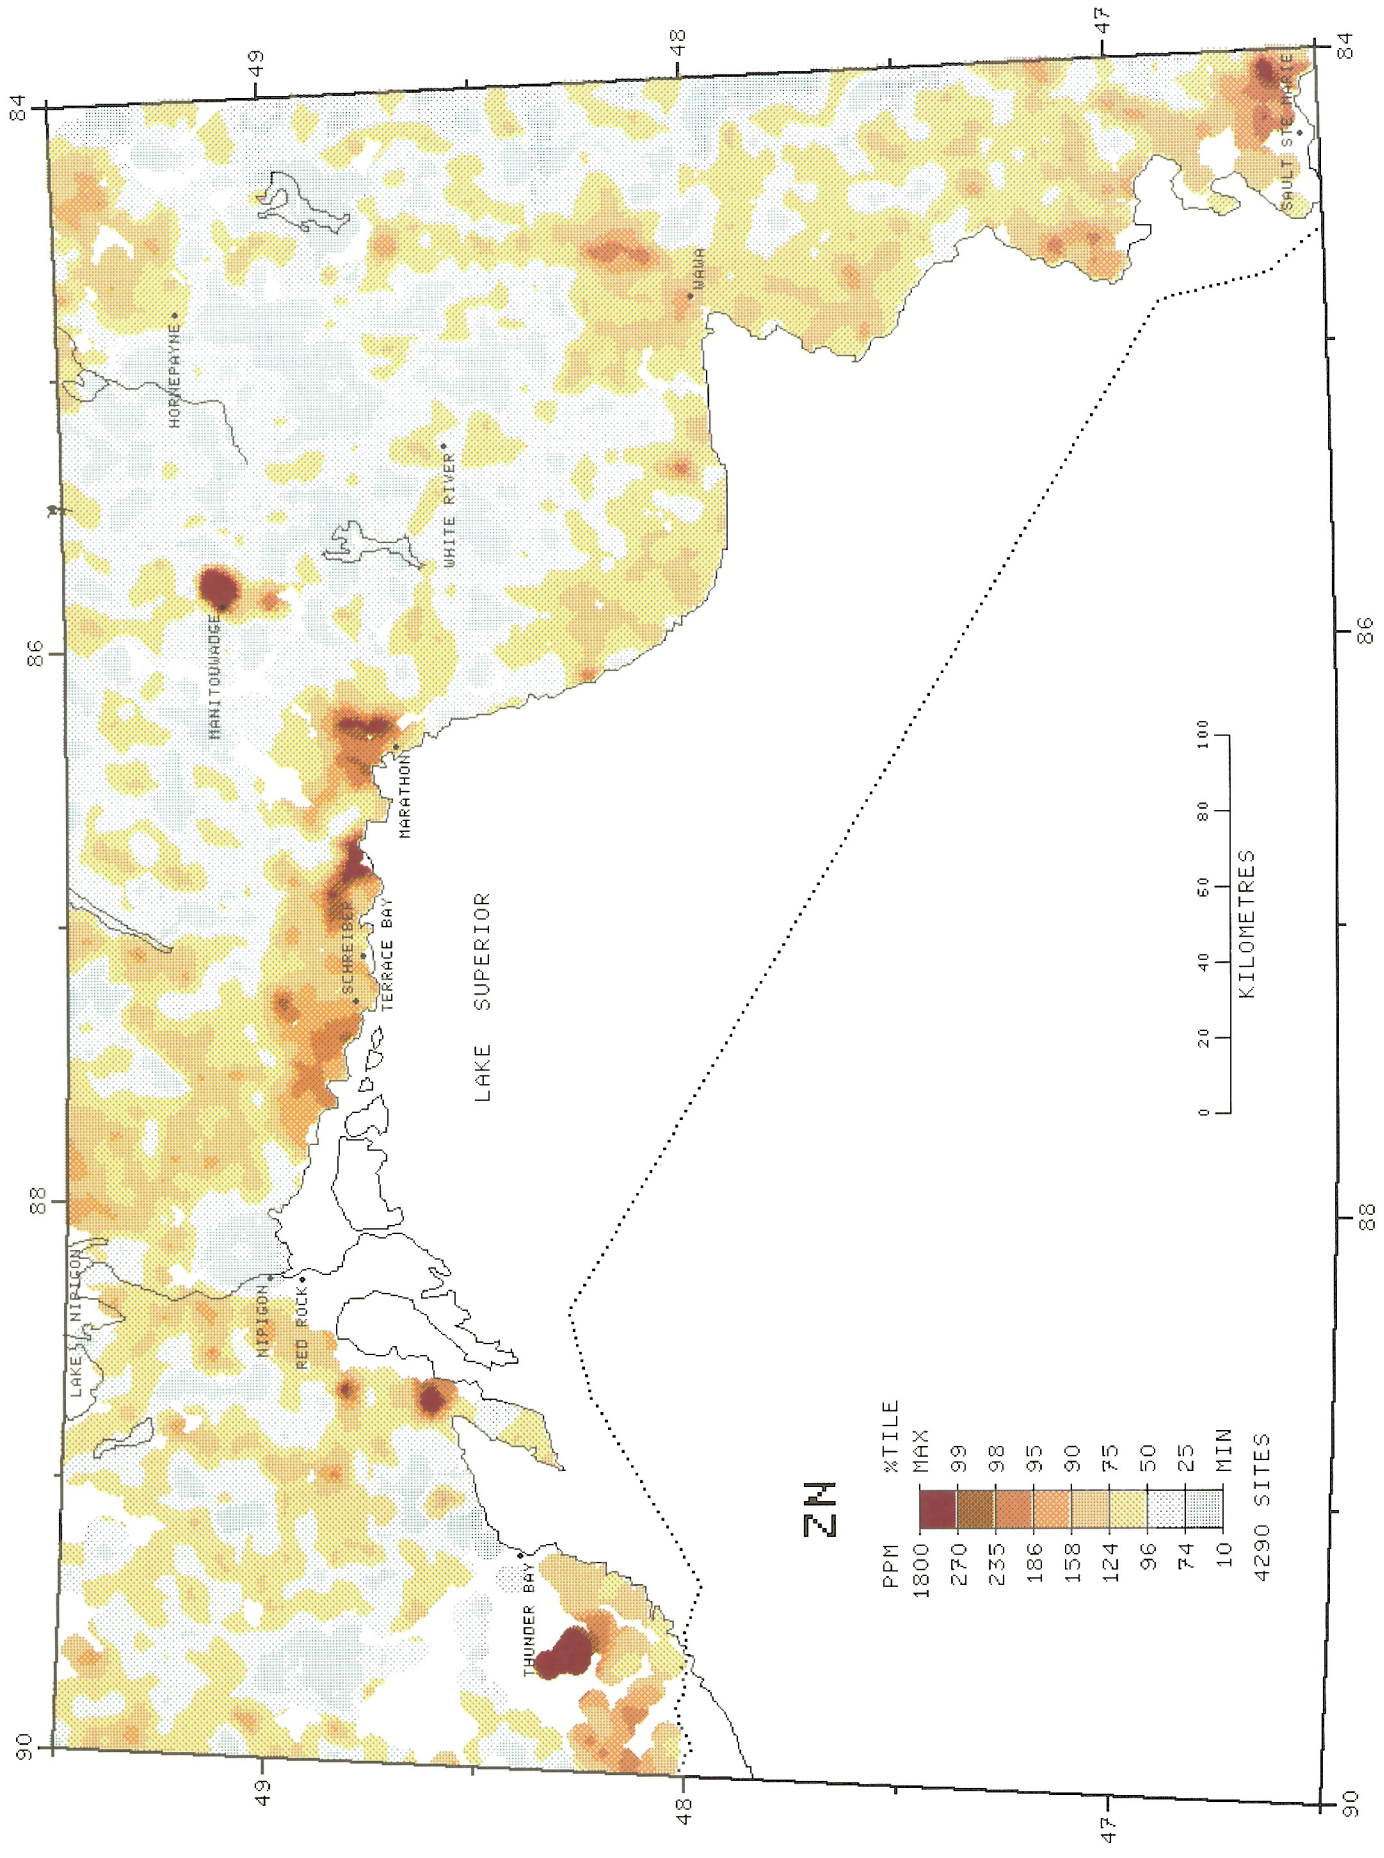 84
86
88
90
49
48
47
49
48
47
84
86
88
90
HORNEPAYNE
MANITOUWADGE
WHITE RIVER
WAWA
SAULT STE MARIE
MARATHON
SCHREIBER
TERRACE BAY
LAKE NIPIGON
NIPIGON
RED ROCK
THUNDER BAY
LAKE SUPERIOR
0 20 40 60 80 100
KILOMETRES
ZN
PPM %TILE
1800 MAX
270 99
235 98
186 95
158 90
124 75
96 50
74 25
10 MIN
4290 SITES